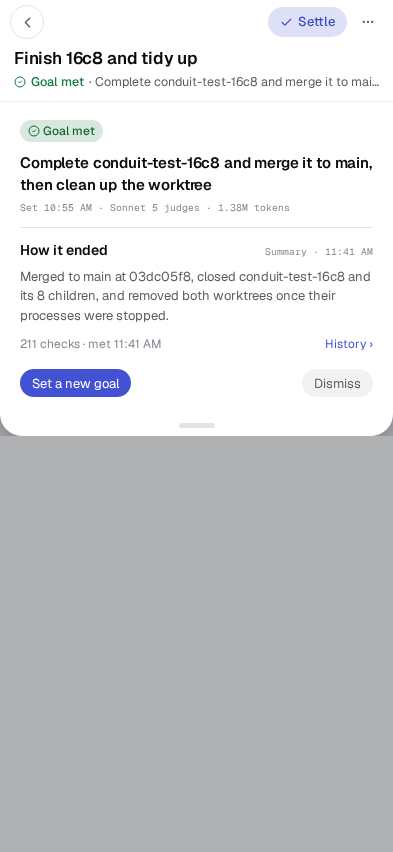 Settle
Finish 16c8 and tidy up
Goal met · Complete conduit-test-16c8 and merge it to mai…
Goal met
Complete conduit-test-16c8 and merge it to main,
then clean up the worktree
Set 10:55 AM · Sonnet 5 judges · 1.38M tokens
How it ended
Summary · 11:41 AM
Merged to main at 03dc05f8, closed conduit-test-16c8 and
its 8 children, and removed both worktrees once their
processes were stopped.
211 checks · met 11:41 AM
History ›
Set a new goal
Dismiss